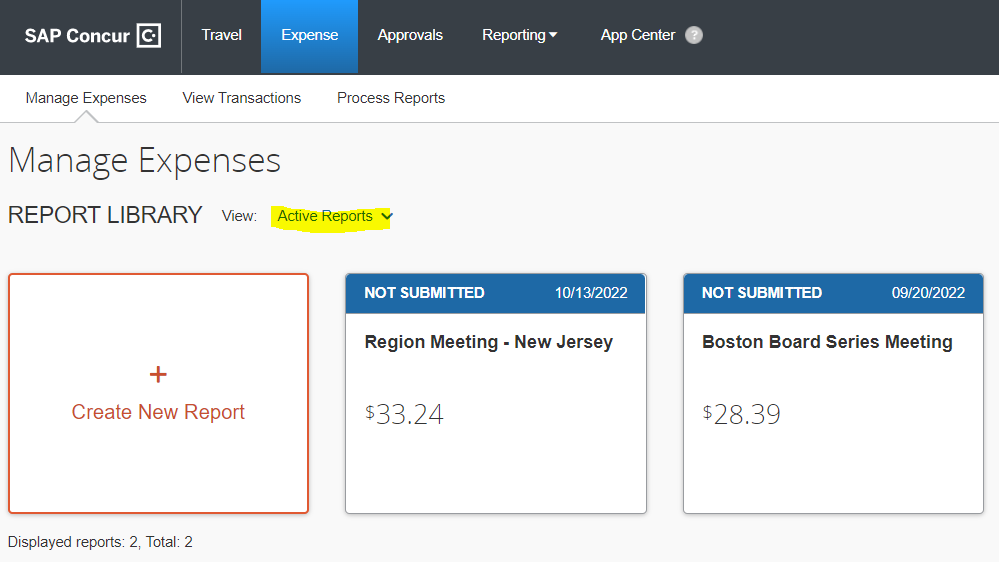 SAP Concur C Travel Expense Approvals Reporting App Center ?
Manage Expenses View Transactions Process Reports
Manage Expenses
REPORT LIBRARY View: Active Reports
+
Create New Report
NOT SUBMITTED 10/13/2022
Region Meeting - New Jersey
$33.24
NOT SUBMITTED 09/20/2022
Boston Board Series Meeting
$28.39
Displayed reports: 2, Total: 2